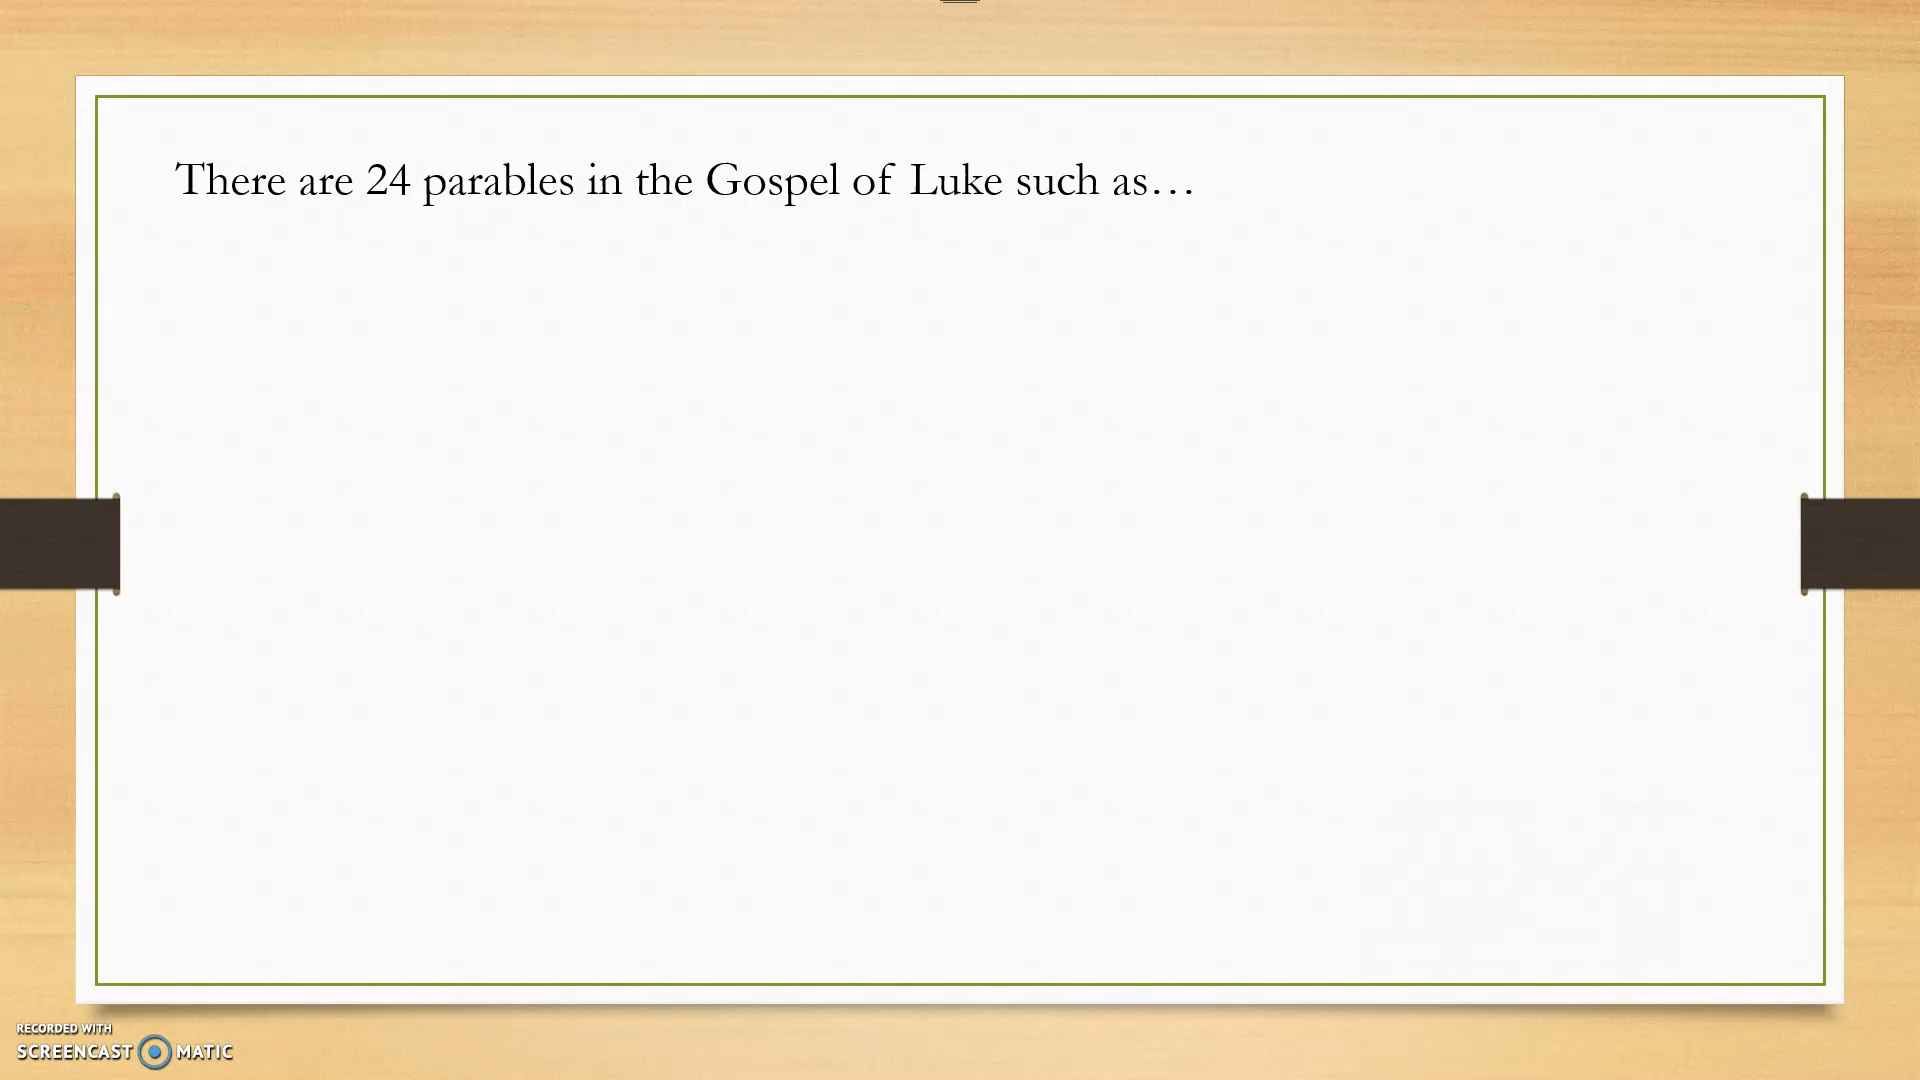 There are 24 parables in the Gospel of Luke such as…
RECORDED WITH
SCREENCAST MATIC